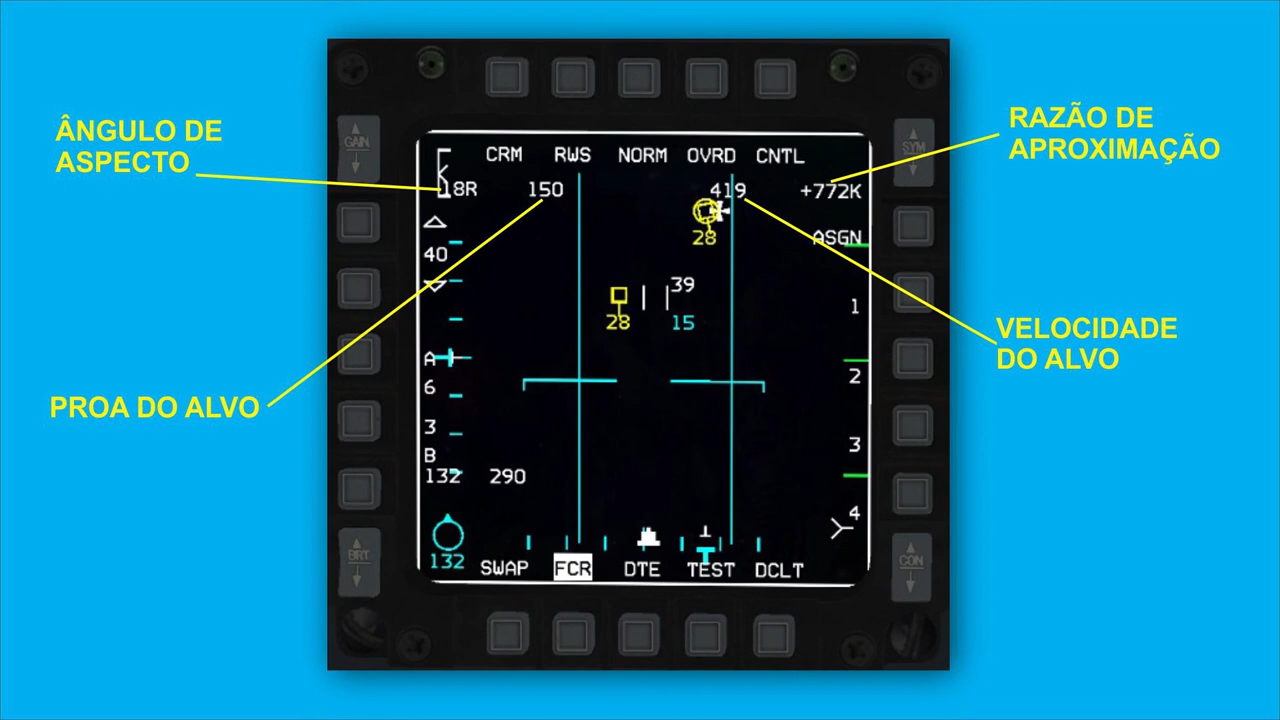 ÂNGULO DE
ASPECTO
RAZÃO DE
APROXIMAÇÃO
PROA DO ALVO
VELOCIDADE
DO ALVO
GAIN
SYM
BRT
CON
CRM RWS NORM OVRD CNTL
18R 150 419 +772K
28
ASGN
40
39
28 15
1
A
2
6
3
3
B
132 290
4
132
SWAP FCR DTE TEST DCLT